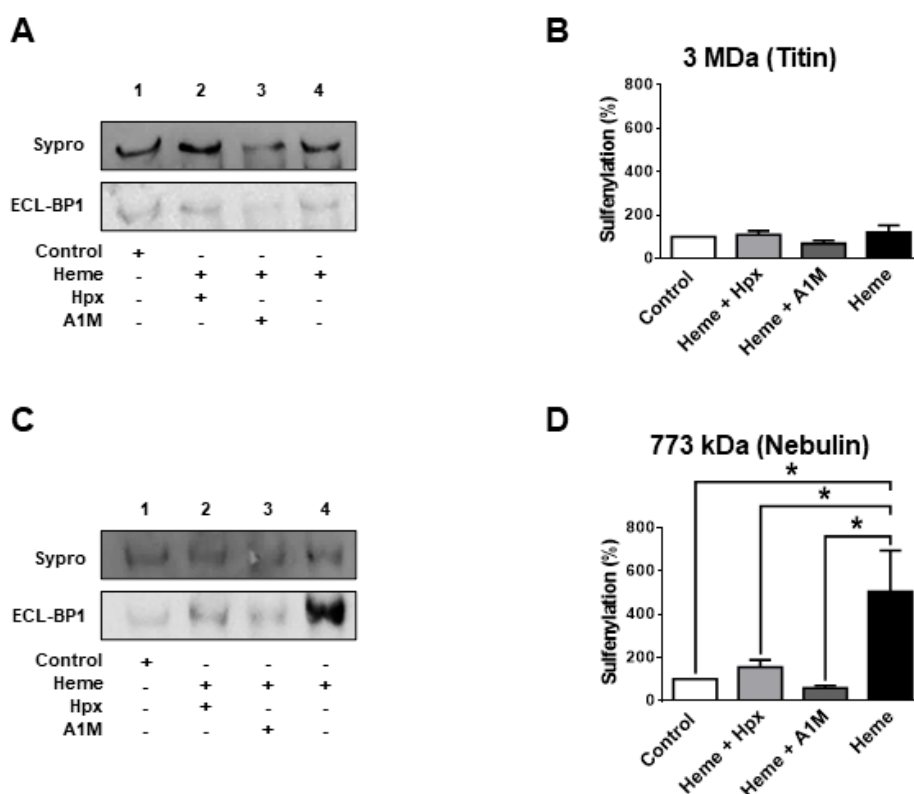 A
1 2 3 4
Sypro
ECL-BP1
Control + - - -
Heme - + + +
Hpx - + - -
A1M - - + -
B
3 MDa (Titin)
Sulfenylation (%)
800
600
400
200
0
Control
Heme + Hpx
Heme + A1M
Heme
C
1 2 3 4
Sypro
ECL-BP1
Control + - - -
Heme - + + +
Hpx - + - -
A1M - - + -
D
773 kDa (Nebulin)
*
*
*
Sulfenylation (%)
800
600
400
200
0
Control
Heme + Hpx
Heme + A1M
Heme